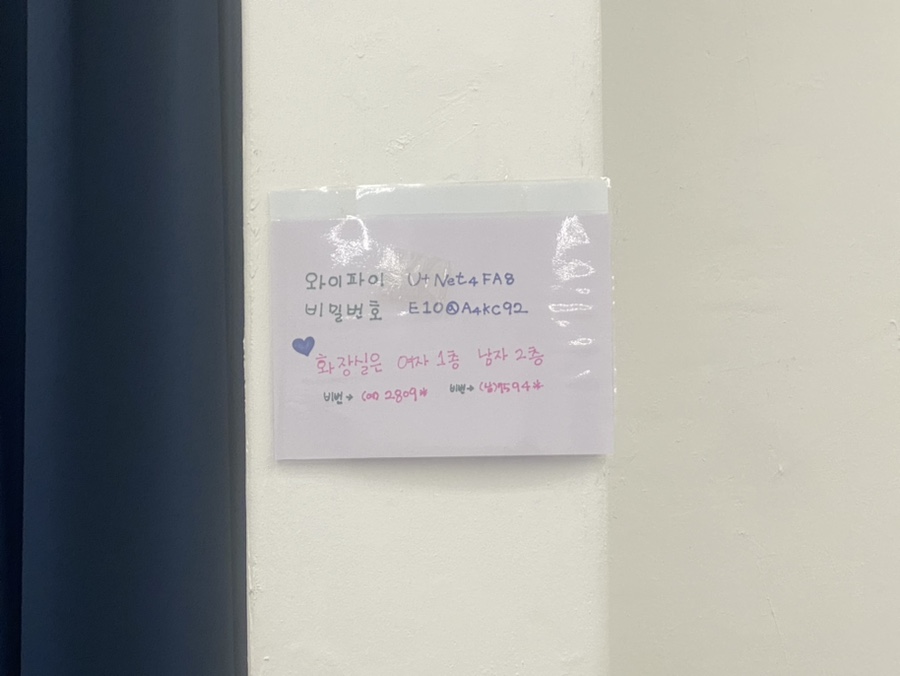 와이파이 U+Net4FA8
비밀번호 E10@A4KC92
화장실은 여자 1층 남자 2층
비번→ (여) 2809* 비번→ (남)9594*